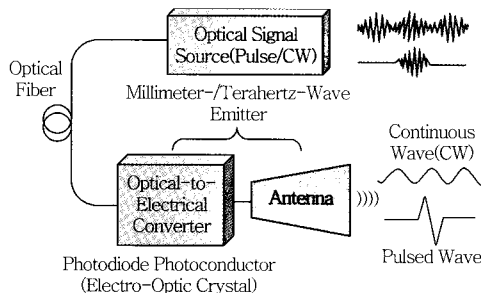 Optical Signal
Source(Pulse/CW)
Optical
Fiber
Millimeter-/Terahertz-Wave
Emitter
Continuous
Wave(CW)
Optical-to-
Electrical
Converter
Antenna
Pulsed Wave
Photodiode Photoconductor
(Electro-Optic Crystal)